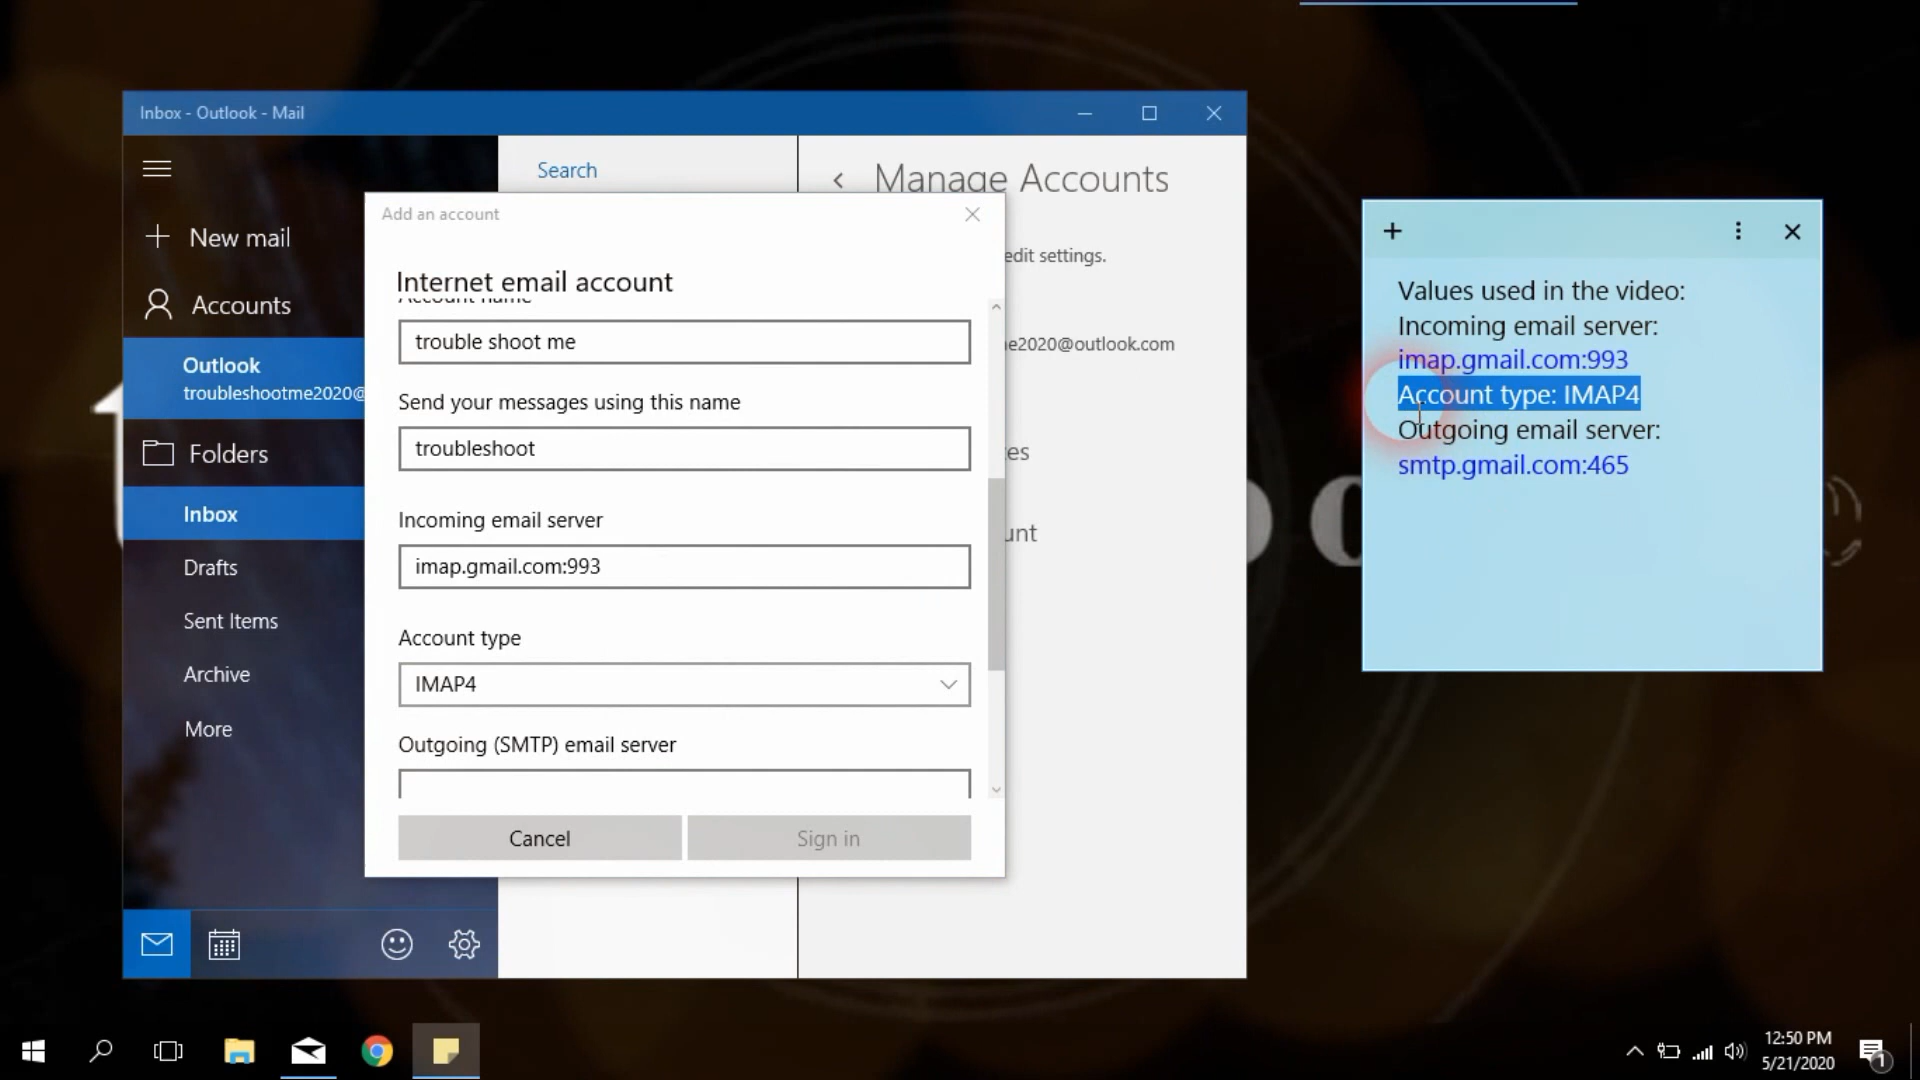 Inbox - Outlook - Mail
Search
Manage Accounts
New mail
Add an account
edit settings.
Internet email account
Account name
Accounts
trouble shoot me
e2020@outlook.com
Outlook
troubleshootme2020@
Send your messages using this name
troubleshoot
Folders
Incoming email server
Inbox
imap.gmail.com:993
Drafts
Sent Items
Account type
IMAP4
Archive
More
Outgoing (SMTP) email server
Cancel
Sign in
Values used in the video:
Incoming email server:
imap.gmail.com:993
Account type: IMAP4
Outgoing email server:
smtp.gmail.com:465
12:50 PM
5/21/2020
1